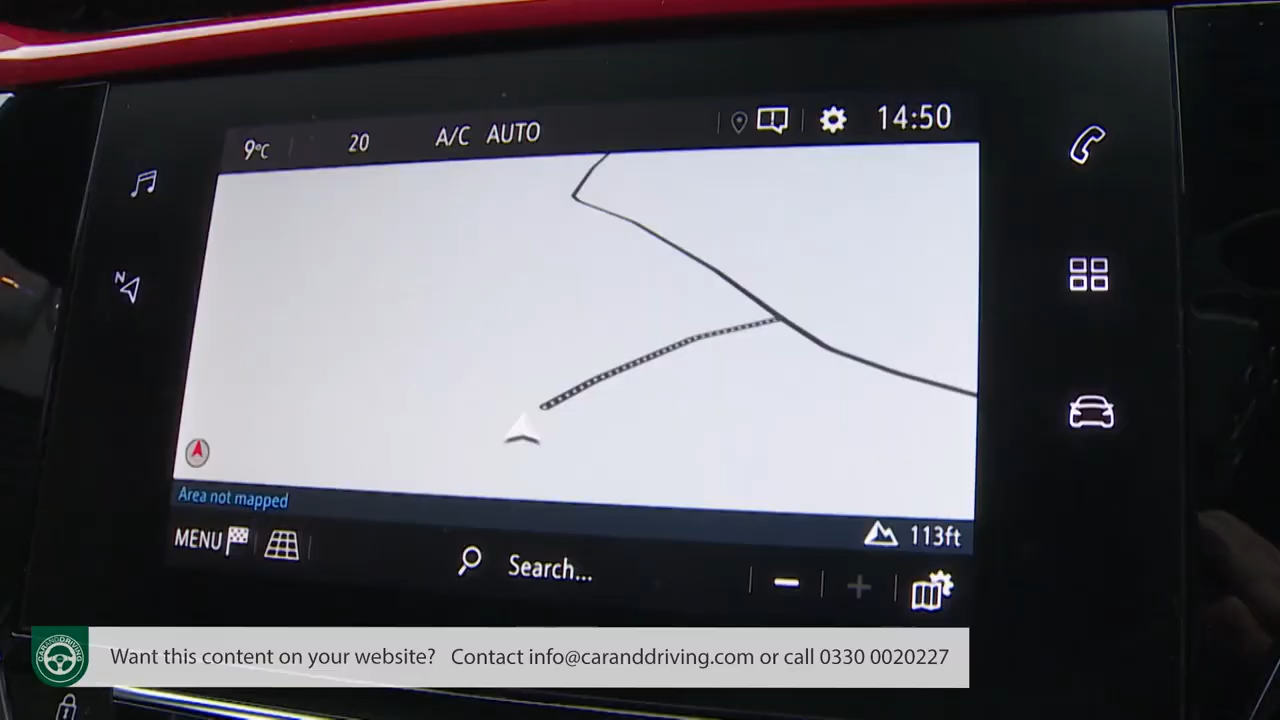 9°C 20 A/C AUTO 14:50
N
Area not mapped
113ft
MENU
Search...
CARANDDRIVING
Want this content on your website? Contact info@caranddriving.com or call 0330 0020227